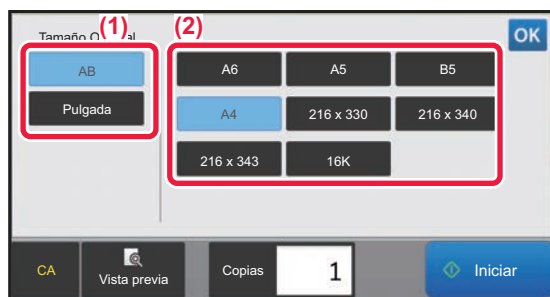 (1) (2)
Tamaño O al OK
AB A6 A5 B5
Pulgada A4 216 x 330 216 x 340
216 x 343 16K
CA Vista previa Copias 1 Iniciar